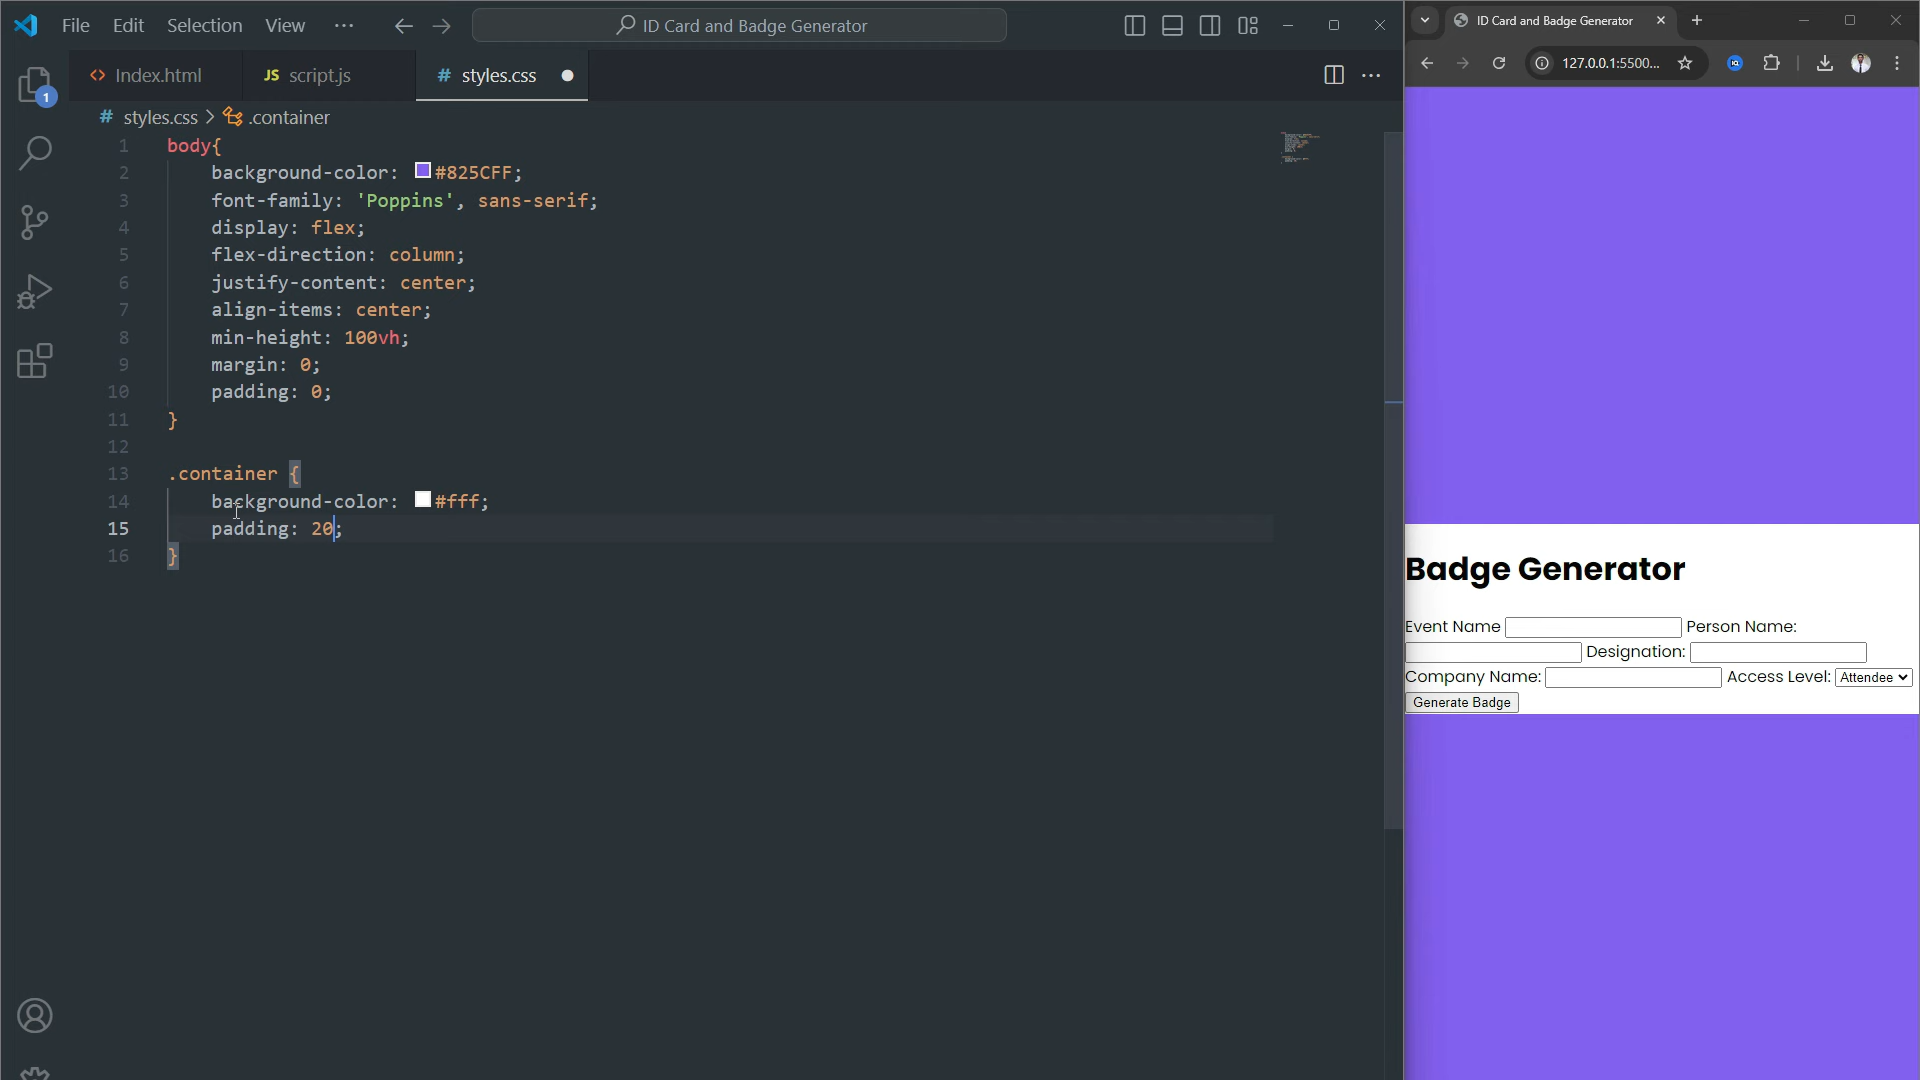 File Edit Selection View ··· ID Card and Badge Generator
Index.html JS script.js # styles.css
1
# styles.css > .container
1 body{
2 background-color: #825CFF;
3 font-family: 'Poppins', sans-serif;
4 display: flex;
5 flex-direction: column;
6 justify-content: center;
7 align-items: center;
8 min-height: 100vh;
9 margin: 0;
10 padding: 0;
11 }
12
13 .container {
14 background-color: #fff;
15 padding: 20;
16 }
ID Card and Badge Generator
127.0.0.1:5500...
Badge Generator
Event Name Person Name:
Designation:
Company Name: Access Level: Attendee
Generate Badge